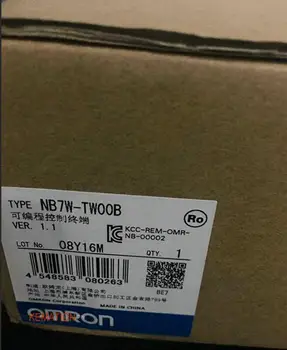 TYPE NB7W-TW00B
可编程控制终端
VER. 1.1
Ro
KCC-REM-OMR-
NB-00002
LOT No. 08Y16M
QTY. 1
4 548583 080263
BE7
OMRON
MADE IN CHINA